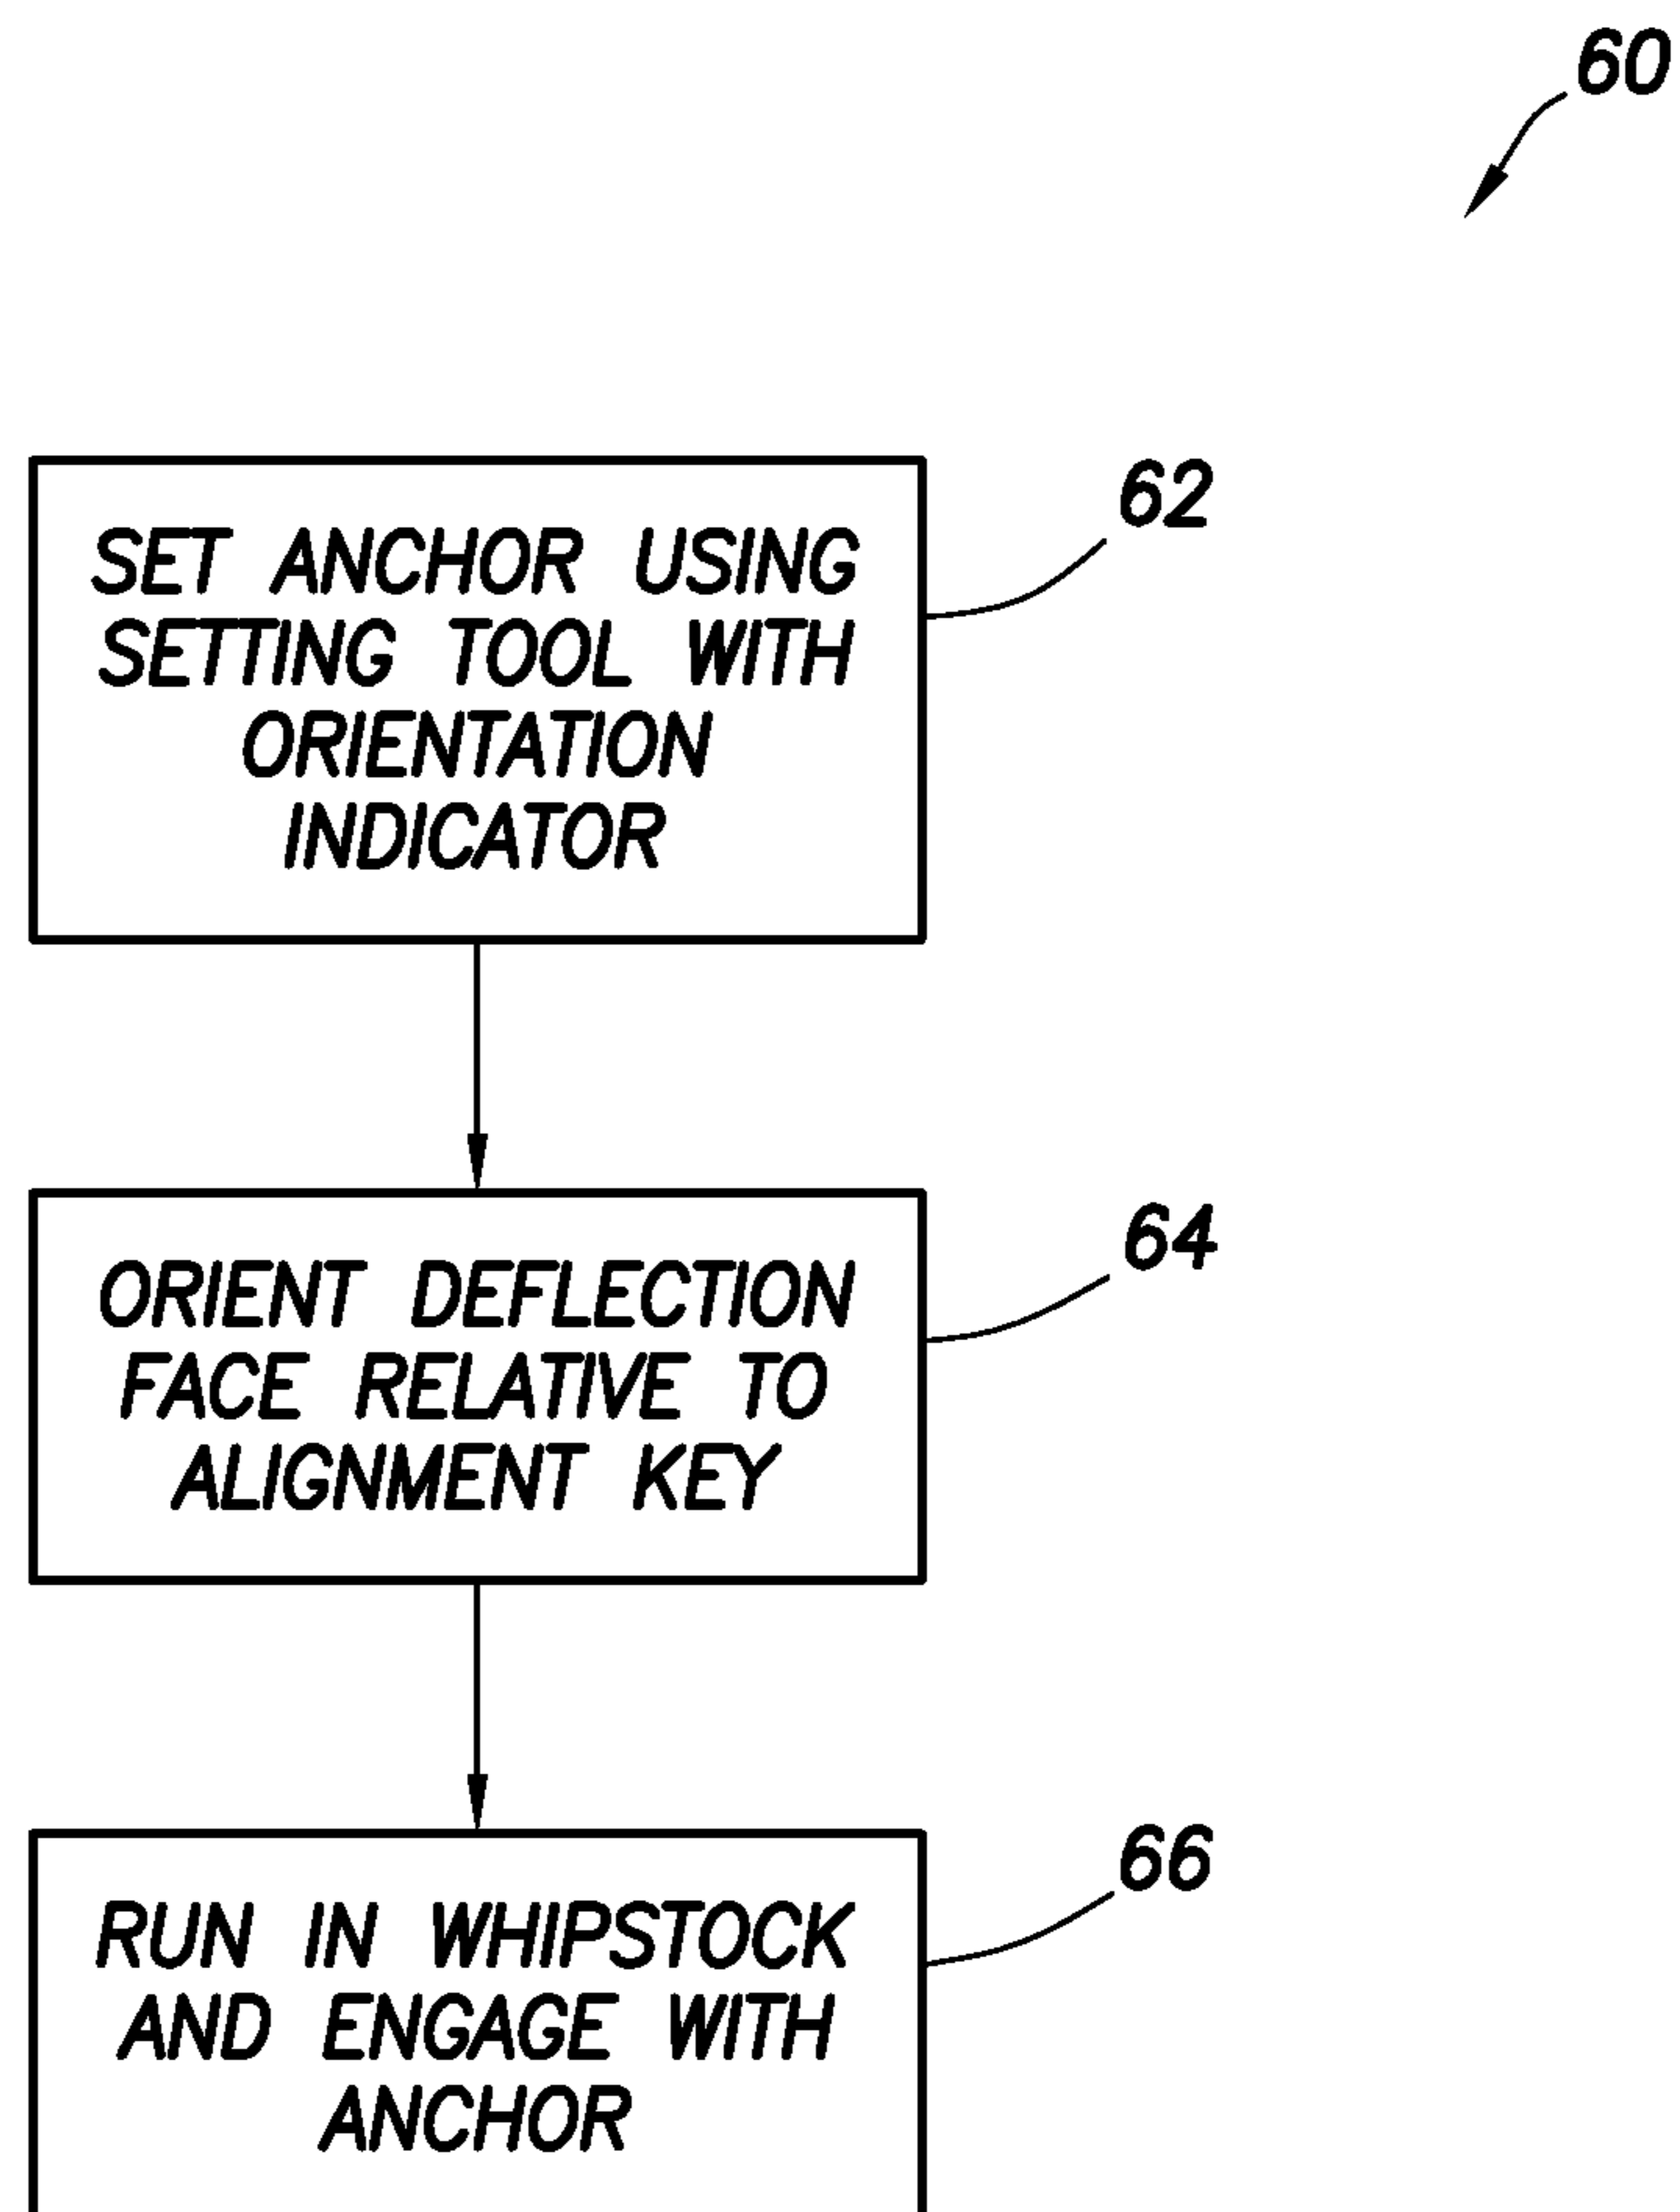 60
SET ANCHOR USING
SETTING TOOL WITH
ORIENTATION
INDICATOR
62
ORIENT DEFLECTION
FACE RELATIVE TO
ALIGNMENT KEY
64
RUN IN WHIPSTOCK
AND ENGAGE WITH
ANCHOR
66